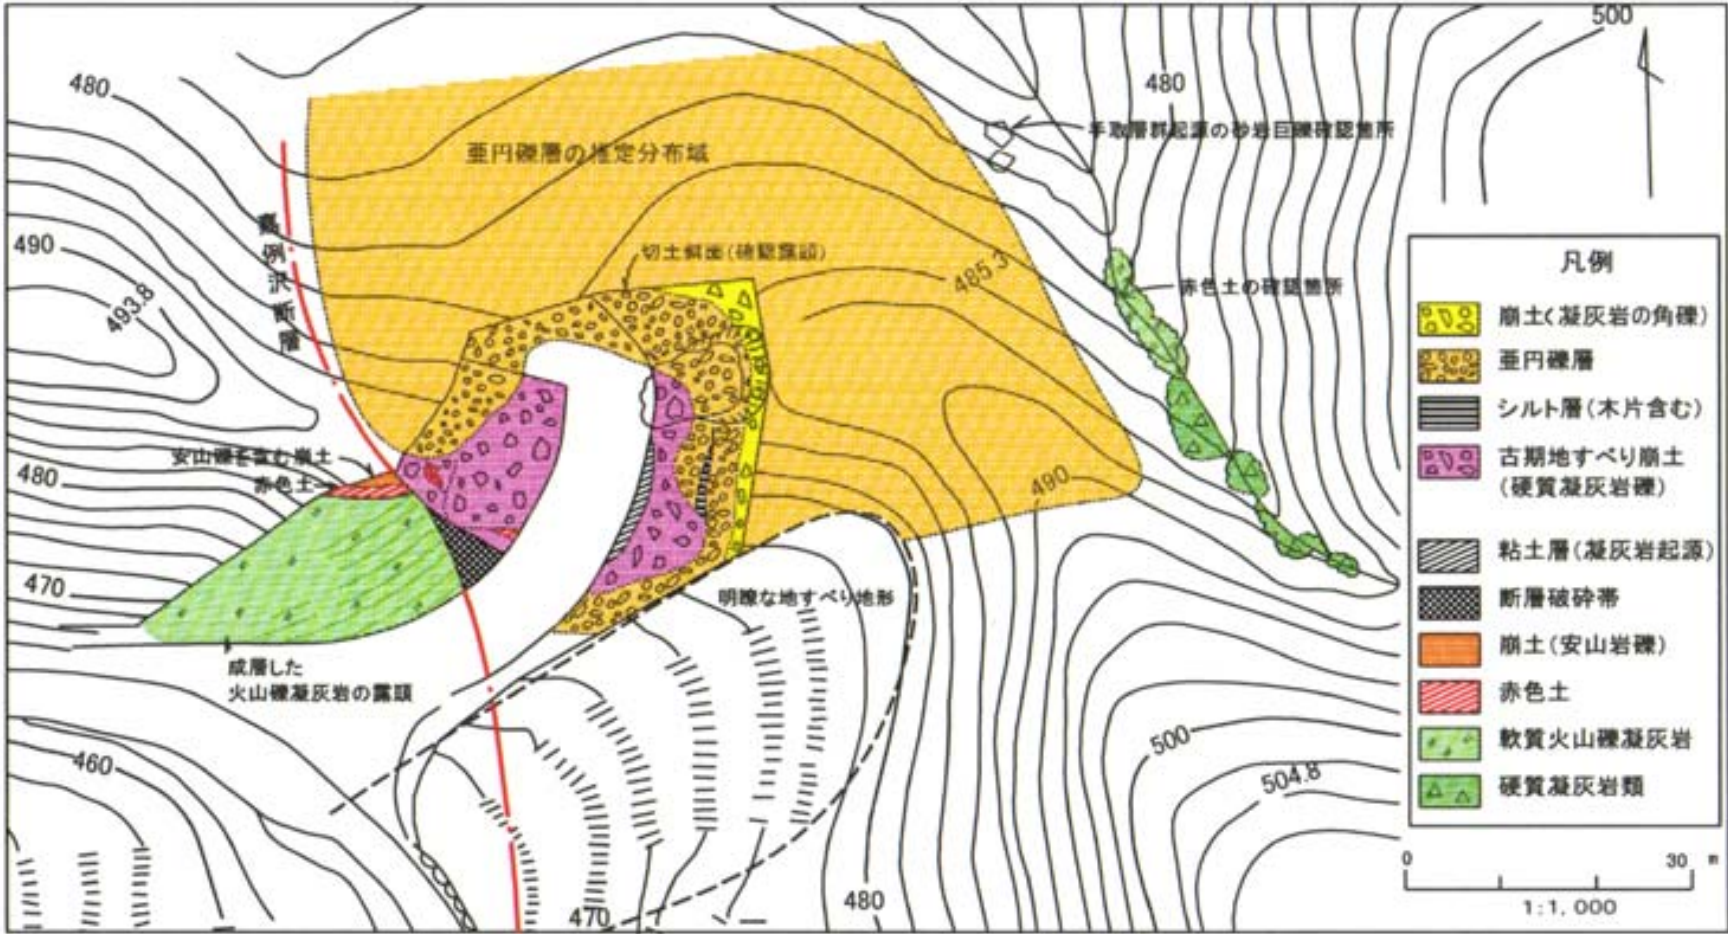 500
480
480
手取層群起源の砂岩巨礫確認箇所
亜円礫層の推定分布域
490
切土斜面(確認露頭)
485.3
赤色土の確認箇所
493.8
安山礫を含む崩土
赤色土
480
490
470
明瞭な地すべり地形
成層した
火山礫凝灰岩の露頭
460
500
504.8
470
480
凡例
崩土(凝灰岩の角礫)
亜円礫層
シルト層(木片含む)
古期地すべり崩土
(硬質凝灰岩礫)
粘土層(凝灰岩起源)
断層破砕帯
崩土(安山岩礫)
赤色土
軟質火山礫凝灰岩
硬質凝灰岩類
0 30 m
1:1,000